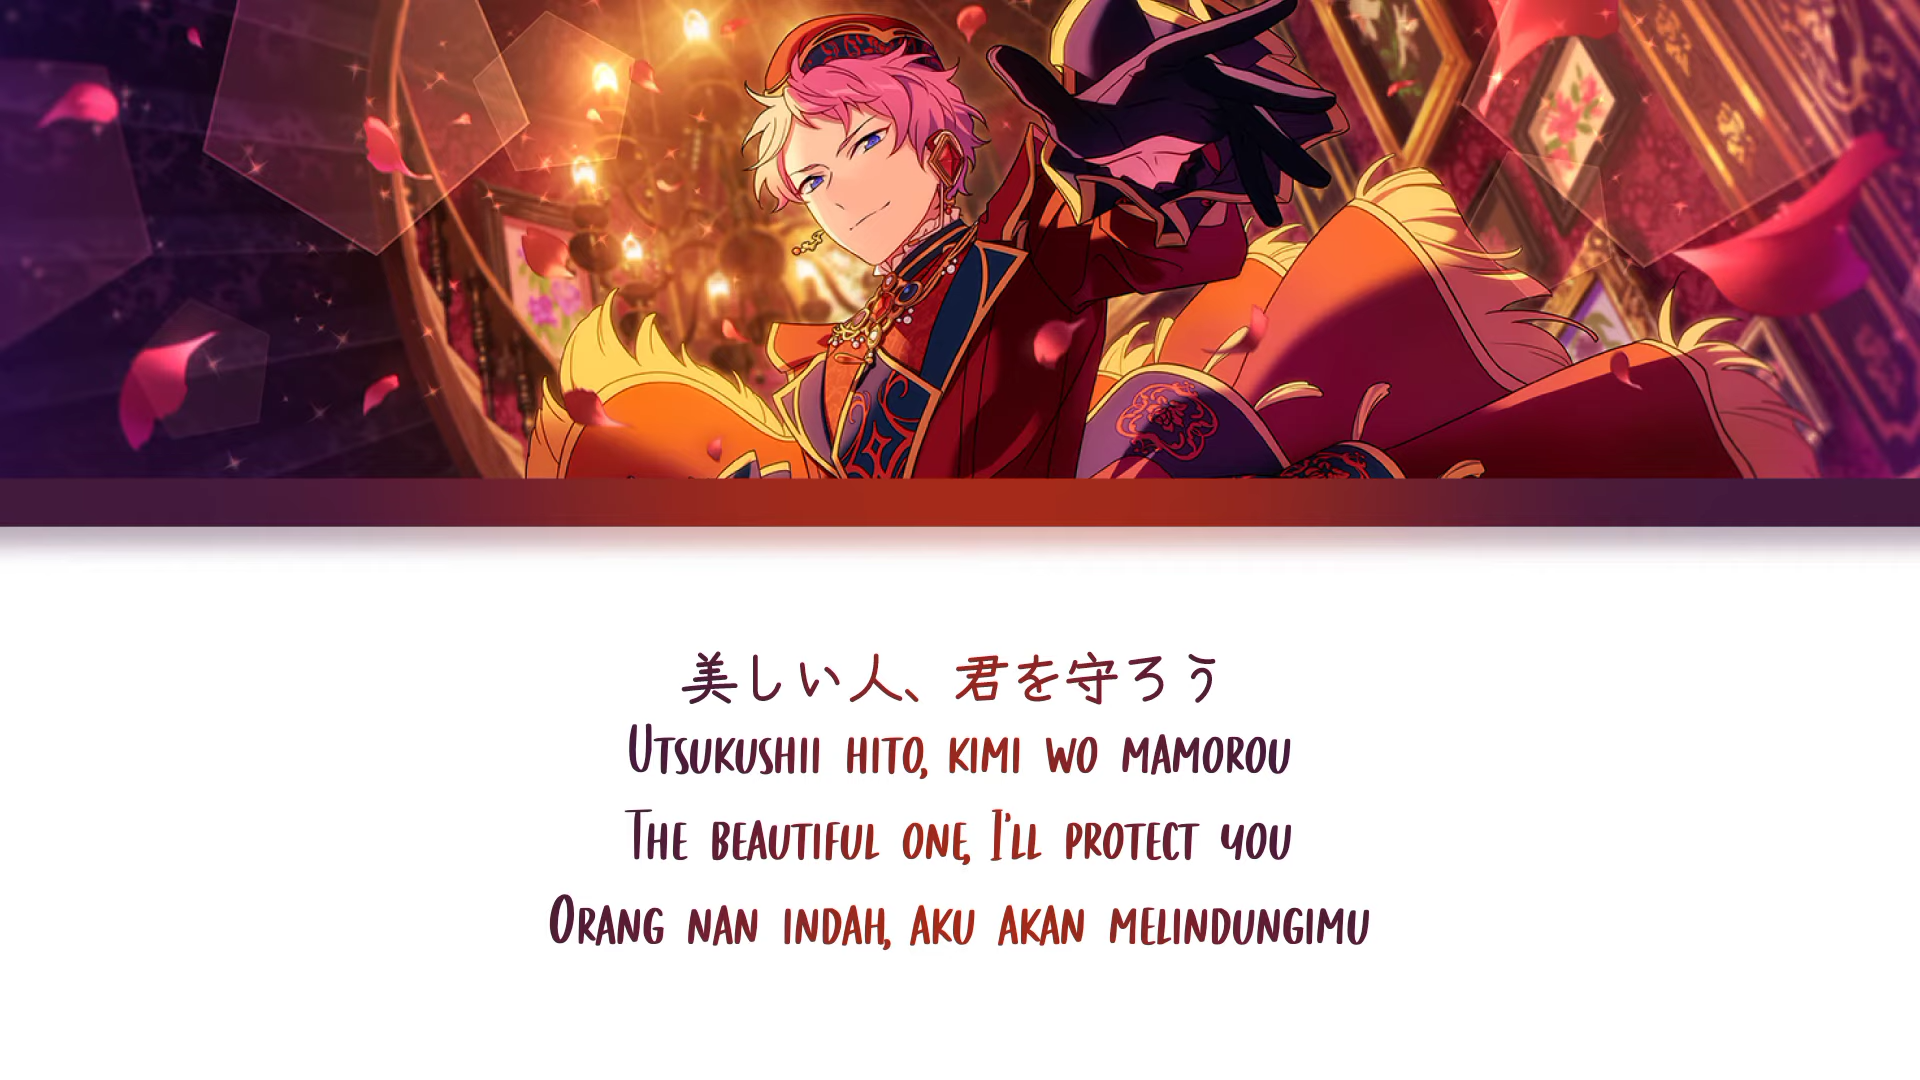 美しい人、君を守ろう
Utsukushii hito, kimi wo mamorou
The beautiful one, I'll protect you
Orang nan indah, aku akan melindungimu